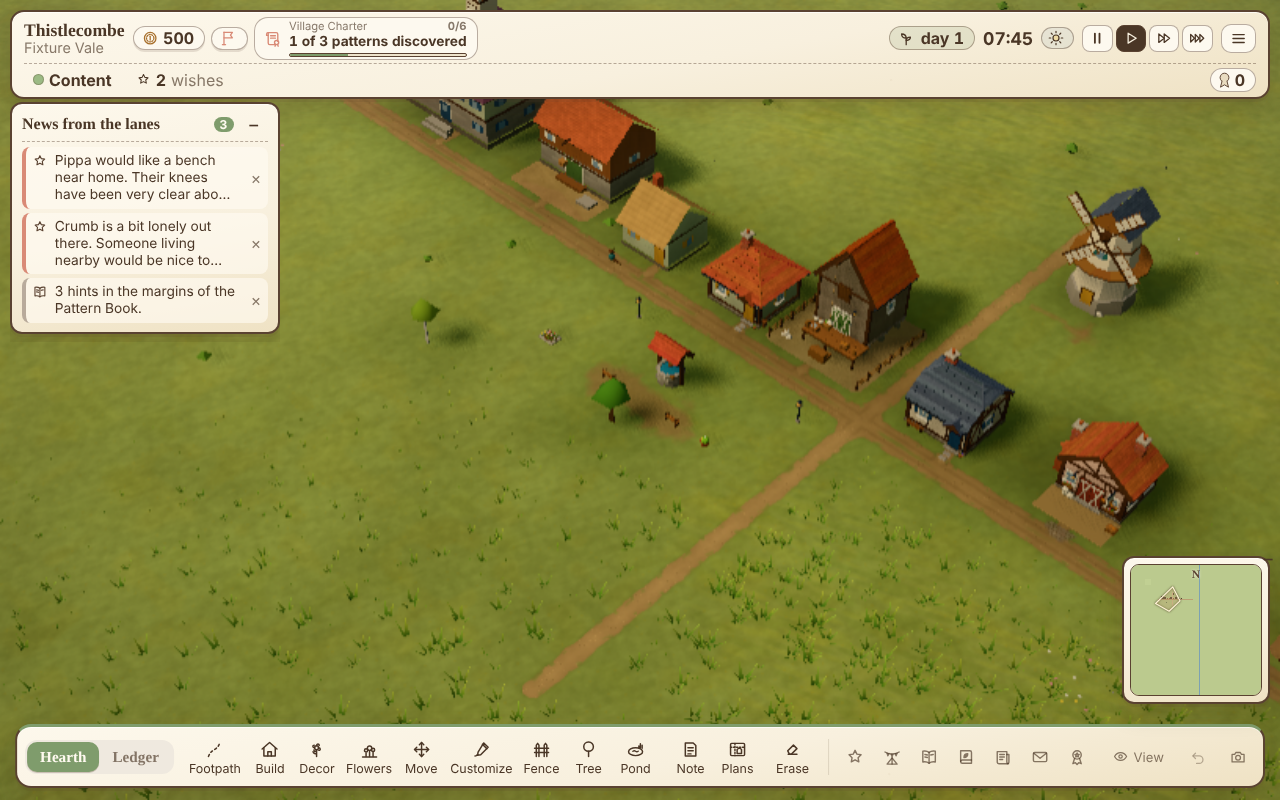 Thistlecombe
Fixture Vale
500
Village Charter 0/6
1 of 3 patterns discovered
day 1 07:45
Content
2 wishes
0
News from the lanes 3
Pippa would like a bench
near home. Their knees
have been very clear abo...
Crumb is a bit lonely out
there. Someone living
nearby would be nice to...
3 hints in the margins of the
Pattern Book.
N
Hearth Ledger
Footpath Build Decor Flowers Move Customize Fence Tree Pond Note Plans Erase
View